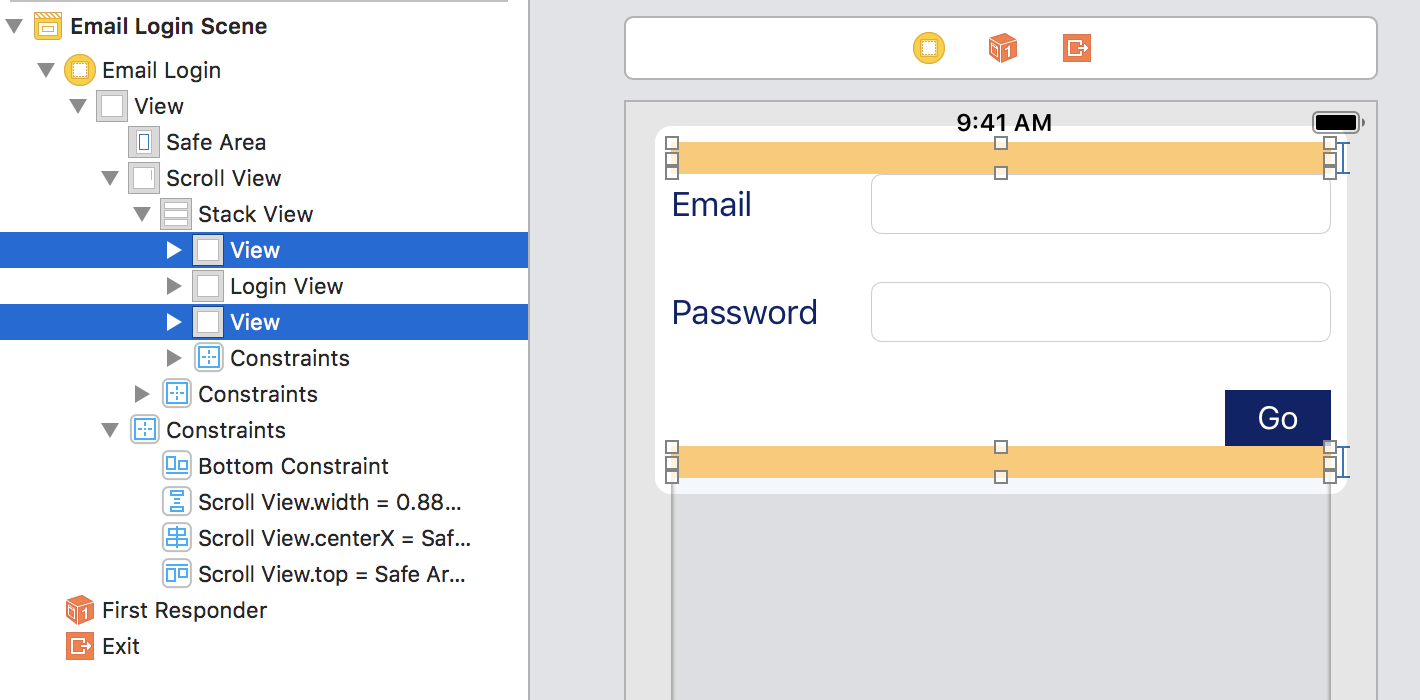 Email Login Scene
Email Login
View
Safe Area
Scroll View
Stack View
View
Login View
View
Constraints
Constraints
Constraints
Bottom Constraint
Scroll View.width = 0.88...
Scroll View.centerX = Saf...
Scroll View.top = Safe Ar...
First Responder
Exit
9:41 AM
Email
Password
Go